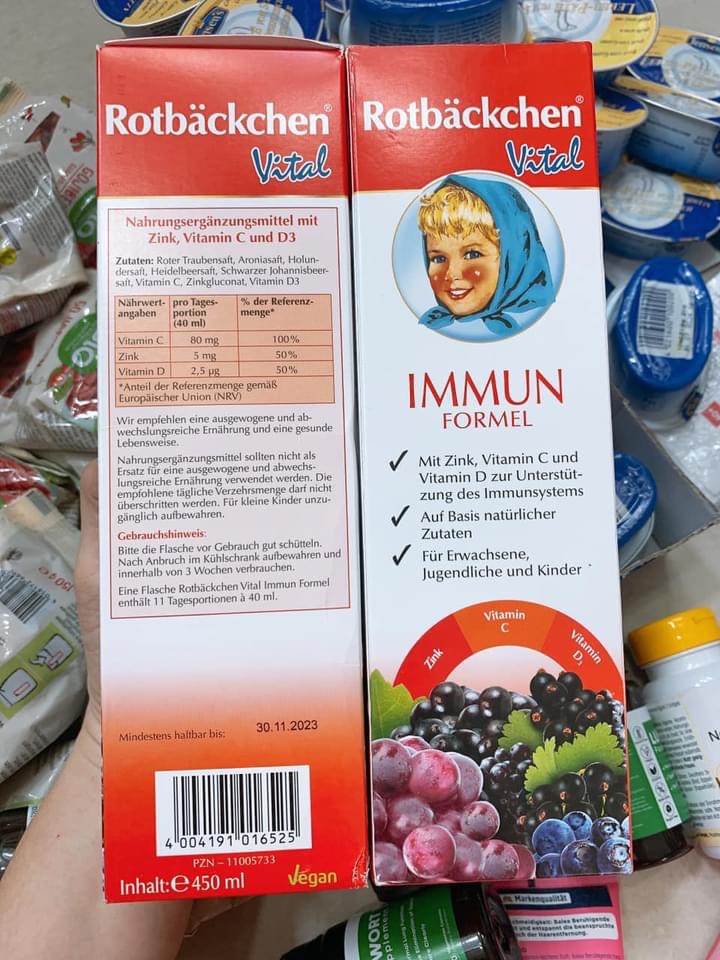 Rotbäckchen®
Vital
Nahrungsergänzungsmittel mit
Zink, Vitamin C und D3
Zutaten: Roter Traubensaft, Aroniasaft, Holun-
dersaft, Heidelbeersaft, Schwarzer Johannisbeer-
saft, Vitamin C, Zinkgluconat, Vitamin D3
Nährwert- pro Tages- % der Referenz-
angaben portion menge*
(40 ml)
Vitamin C 80 mg 100%
Zink 5 mg 50%
Vitamin D 2,5 µg 50%
*Anteil der Referenzmenge gemäß
Europäischer Union (NRV)
Wir empfehlen eine ausgewogene und ab-
wechslungsreiche Ernährung und eine gesunde
Lebensweise.
Nahrungsergänzungsmittel sollten nicht als
Ersatz für eine ausgewogene und abwechs-
lungsreiche Ernährung verwendet werden. Die
empfohlene tägliche Verzehrsmenge darf nicht
überschritten werden. Für kleine Kinder unzu-
gänglich aufbewahren.
Gebrauchshinweis:
Bitte die Flasche vor Gebrauch gut schütteln.
Nach Anbruch im Kühlschrank aufbewahren und
innerhalb von 3 Wochen verbrauchen.
Eine Flasche Rotbäckchen Vital Immun Formel
enthält 11 Tagesportionen à 40 ml.
Mindestens haltbar bis: 30.11.2023
4 004191 016525
PZN – 11005733
Inhalt: ℮ 450 ml
Vegan
Rotbäckchen®
Vital
IMMUN
FORMEL
✓ Mit Zink, Vitamin C und
Vitamin D zur Unterstüt-
zung des Immunsystems
✓ Auf Basis natürlicher
Zutaten
✓ Für Erwachsene,
Jugendliche und Kinder
Zink
Vitamin
C
Vitamin
D₃
WORT
Markenqualität